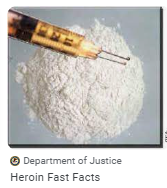 Department of Justice
Heroin Fast Facts